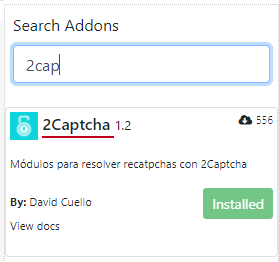 Search Addons
2cap
2Captcha 1.2
556
Módulos para resolver recatpchas con 2Captcha
By: David Cuello
Installed
View docs